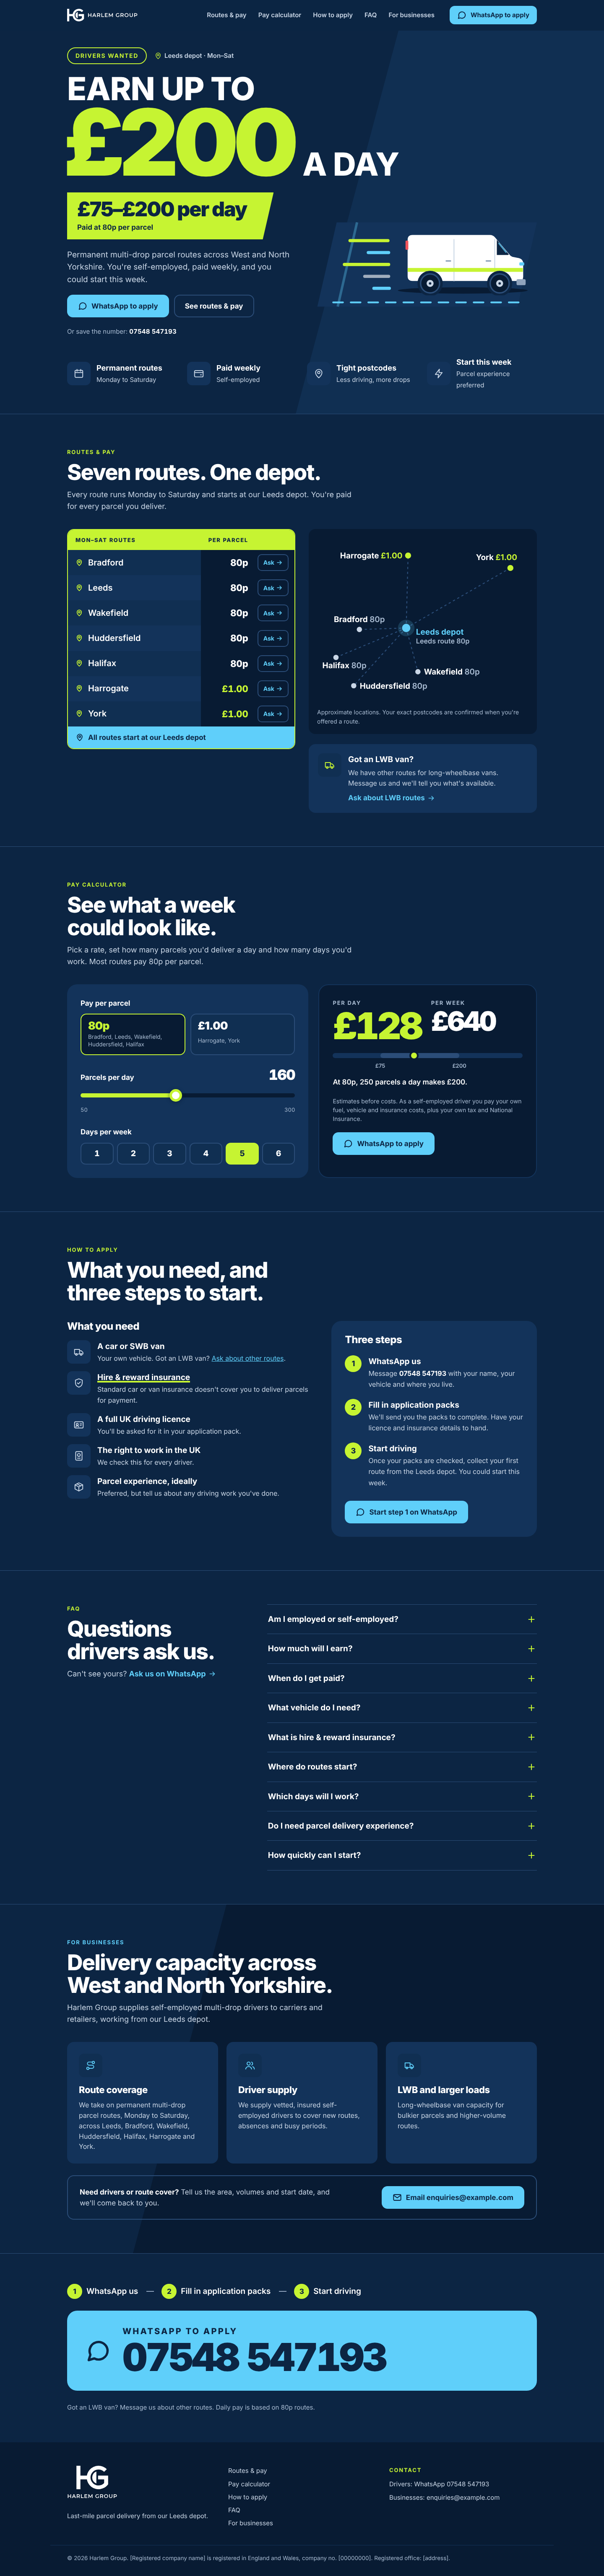 HG HARLEM GROUP
Routes & pay
Pay calculator
How to apply
FAQ
For businesses
WhatsApp to apply
DRIVERS WANTED
Leeds depot · Mon–Sat
EARN UP TO
£200 A DAY
£75–£200 per day
Paid at 80p per parcel
Permanent multi-drop parcel routes across West and North
Yorkshire. You're self-employed, paid weekly, and you
could start this week.
WhatsApp to apply
See routes & pay
Or save the number: 07548 547193
Permanent routes
Monday to Saturday
Paid weekly
Self-employed
Tight postcodes
Less driving, more drops
Start this week
Parcel experience
preferred
ROUTES & PAY
Seven routes. One depot.
Every route runs Monday to Saturday and starts at our Leeds depot. You're paid
for every parcel you deliver.
MON–SAT ROUTES PER PARCEL
Bradford 80p Ask →
Leeds 80p Ask →
Wakefield 80p Ask →
Huddersfield 80p Ask →
Halifax 80p Ask →
Harrogate £1.00 Ask →
York £1.00 Ask →
All routes start at our Leeds depot
Harrogate £1.00
York £1.00
Bradford 80p
Leeds depot
Leeds route 80p
Halifax 80p
Wakefield 80p
Huddersfield 80p
Approximate locations. Your exact postcodes are confirmed when you're
offered a route.
Got an LWB van?
We have other routes for long-wheelbase vans.
Message us and we'll tell you what's available.
Ask about LWB routes →
PAY CALCULATOR
See what a week
could look like.
Pick a rate, set how many parcels you'd deliver a day and how many days you'd
work. Most routes pay 80p per parcel.
Pay per parcel
80p
Bradford, Leeds, Wakefield,
Huddersfield, Halifax
£1.00
Harrogate, York
Parcels per day 160
50 300
Days per week
1 2 3 4 5 6
PER DAY
£128
PER WEEK
£640
£75 £200
At 80p, 250 parcels a day makes £200.
Estimates before costs. As a self-employed driver you pay your own
fuel, vehicle and insurance costs, plus your own tax and National
Insurance.
WhatsApp to apply
HOW TO APPLY
What you need, and
three steps to start.
What you need
A car or SWB van
Your own vehicle. Got an LWB van? Ask about other routes.
Hire & reward insurance
Standard car or van insurance doesn't cover you to deliver parcels
for payment.
A full UK driving licence
You'll be asked for it in your application pack.
The right to work in the UK
We check this for every driver.
Parcel experience, ideally
Preferred, but tell us about any driving work you've done.
Three steps
1 WhatsApp us
Message 07548 547193 with your name, your
vehicle and where you live.
2 Fill in application packs
We'll send you the packs to complete. Have your
licence and insurance details to hand.
3 Start driving
Once your packs are checked, collect your first
route from the Leeds depot. You could start this
week.
Start step 1 on WhatsApp
FAQ
Questions
drivers ask us.
Can't see yours? Ask us on WhatsApp →
Am I employed or self-employed? +
How much will I earn? +
When do I get paid? +
What vehicle do I need? +
What is hire & reward insurance? +
Where do routes start? +
Which days will I work? +
Do I need parcel delivery experience? +
How quickly can I start? +
FOR BUSINESSES
Delivery capacity across
West and North Yorkshire.
Harlem Group supplies self-employed multi-drop drivers to carriers and
retailers, working from our Leeds depot.
Route coverage
We take on permanent multi-drop
parcel routes, Monday to Saturday,
across Leeds, Bradford, Wakefield,
Huddersfield, Halifax, Harrogate and
York.
Driver supply
We supply vetted, insured self-
employed drivers to cover new routes,
absences and busy periods.
LWB and larger loads
Long-wheelbase van capacity for
bulkier parcels and higher-volume
routes.
Need drivers or route cover? Tell us the area, volumes and start date, and
we'll come back to you.
Email enquiries@example.com
1 WhatsApp us — 2 Fill in application packs — 3 Start driving
WHATSAPP TO APPLY
07548 547193
Got an LWB van? Message us about other routes. Daily pay is based on 80p routes.
HG
HARLEM GROUP
Last-mile parcel delivery from our Leeds depot.
Routes & pay
Pay calculator
How to apply
FAQ
For businesses
CONTACT
Drivers: WhatsApp 07548 547193
Businesses: enquiries@example.com
© 2026 Harlem Group. [Registered company name] is registered in England and Wales, company no. [00000000]. Registered office: [address].